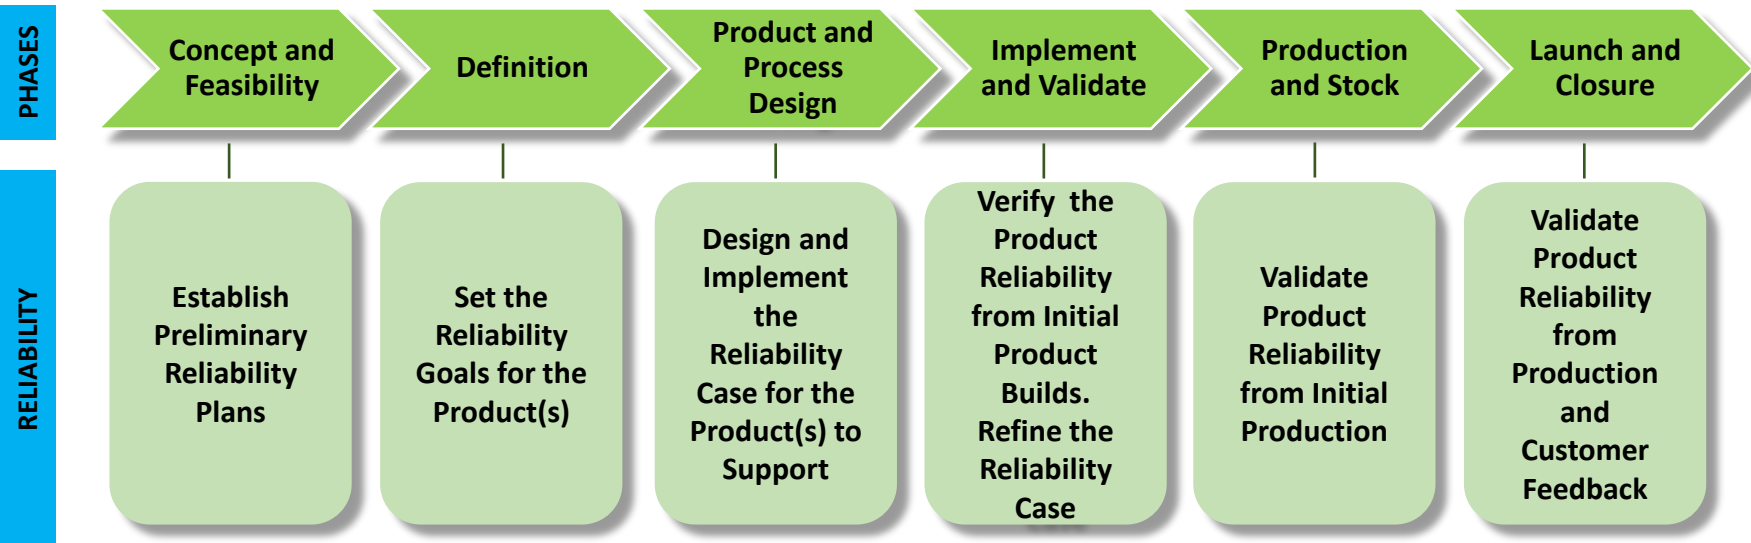 PHASES
Concept and
Feasibility
Definition
Product and
Process
Design
Implement
and Validate
Production
and Stock
Launch and
Closure
RELIABILITY
Establish
Preliminary
Reliability
Plans
Set the
Reliability
Goals for the
Product(s)
Design and
Implement
the
Reliability
Case for the
Product(s) to
Support
Verify the
Product
Reliability
from Initial
Product
Builds.
Refine the
Reliability
Case
Validate
Product
Reliability
from Initial
Production
Validate
Product
Reliability
from
Production
and
Customer
Feedback